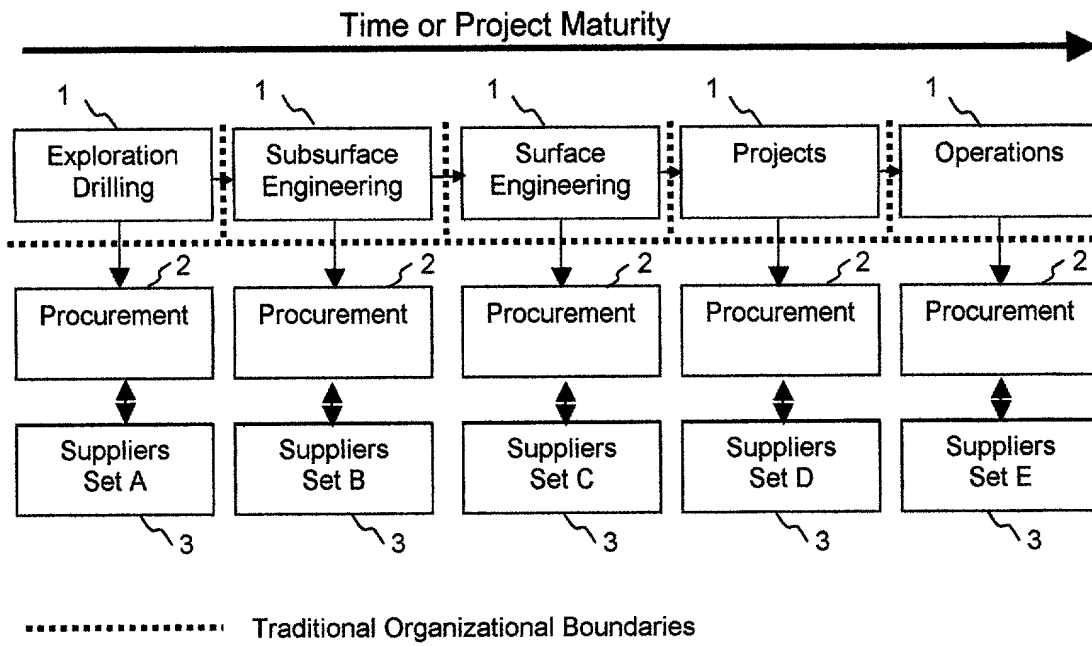 Time or Project Maturity
1 1 1 1 1
Exploration Drilling
Subsurface Engineering
Surface Engineering
Projects
Operations
2 2 2 2 2
Procurement Procurement Procurement Procurement Procurement
Suppliers Set A
Suppliers Set B
Suppliers Set C
Suppliers Set D
Suppliers Set E
3 3 3 3 3
Traditional Organizational Boundaries